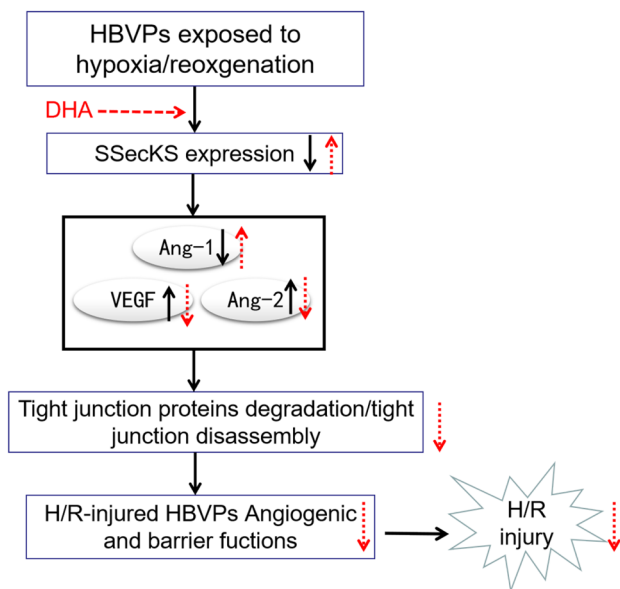 HBVPs exposed to
hypoxia/reoxgenation
DHA
SSecKS expression
Ang-1
VEGF
Ang-2
Tight junction proteins degradation/tight
junction disassembly
H/R-injured HBVPs Angiogenic
and barrier fuctions
H/R
injury